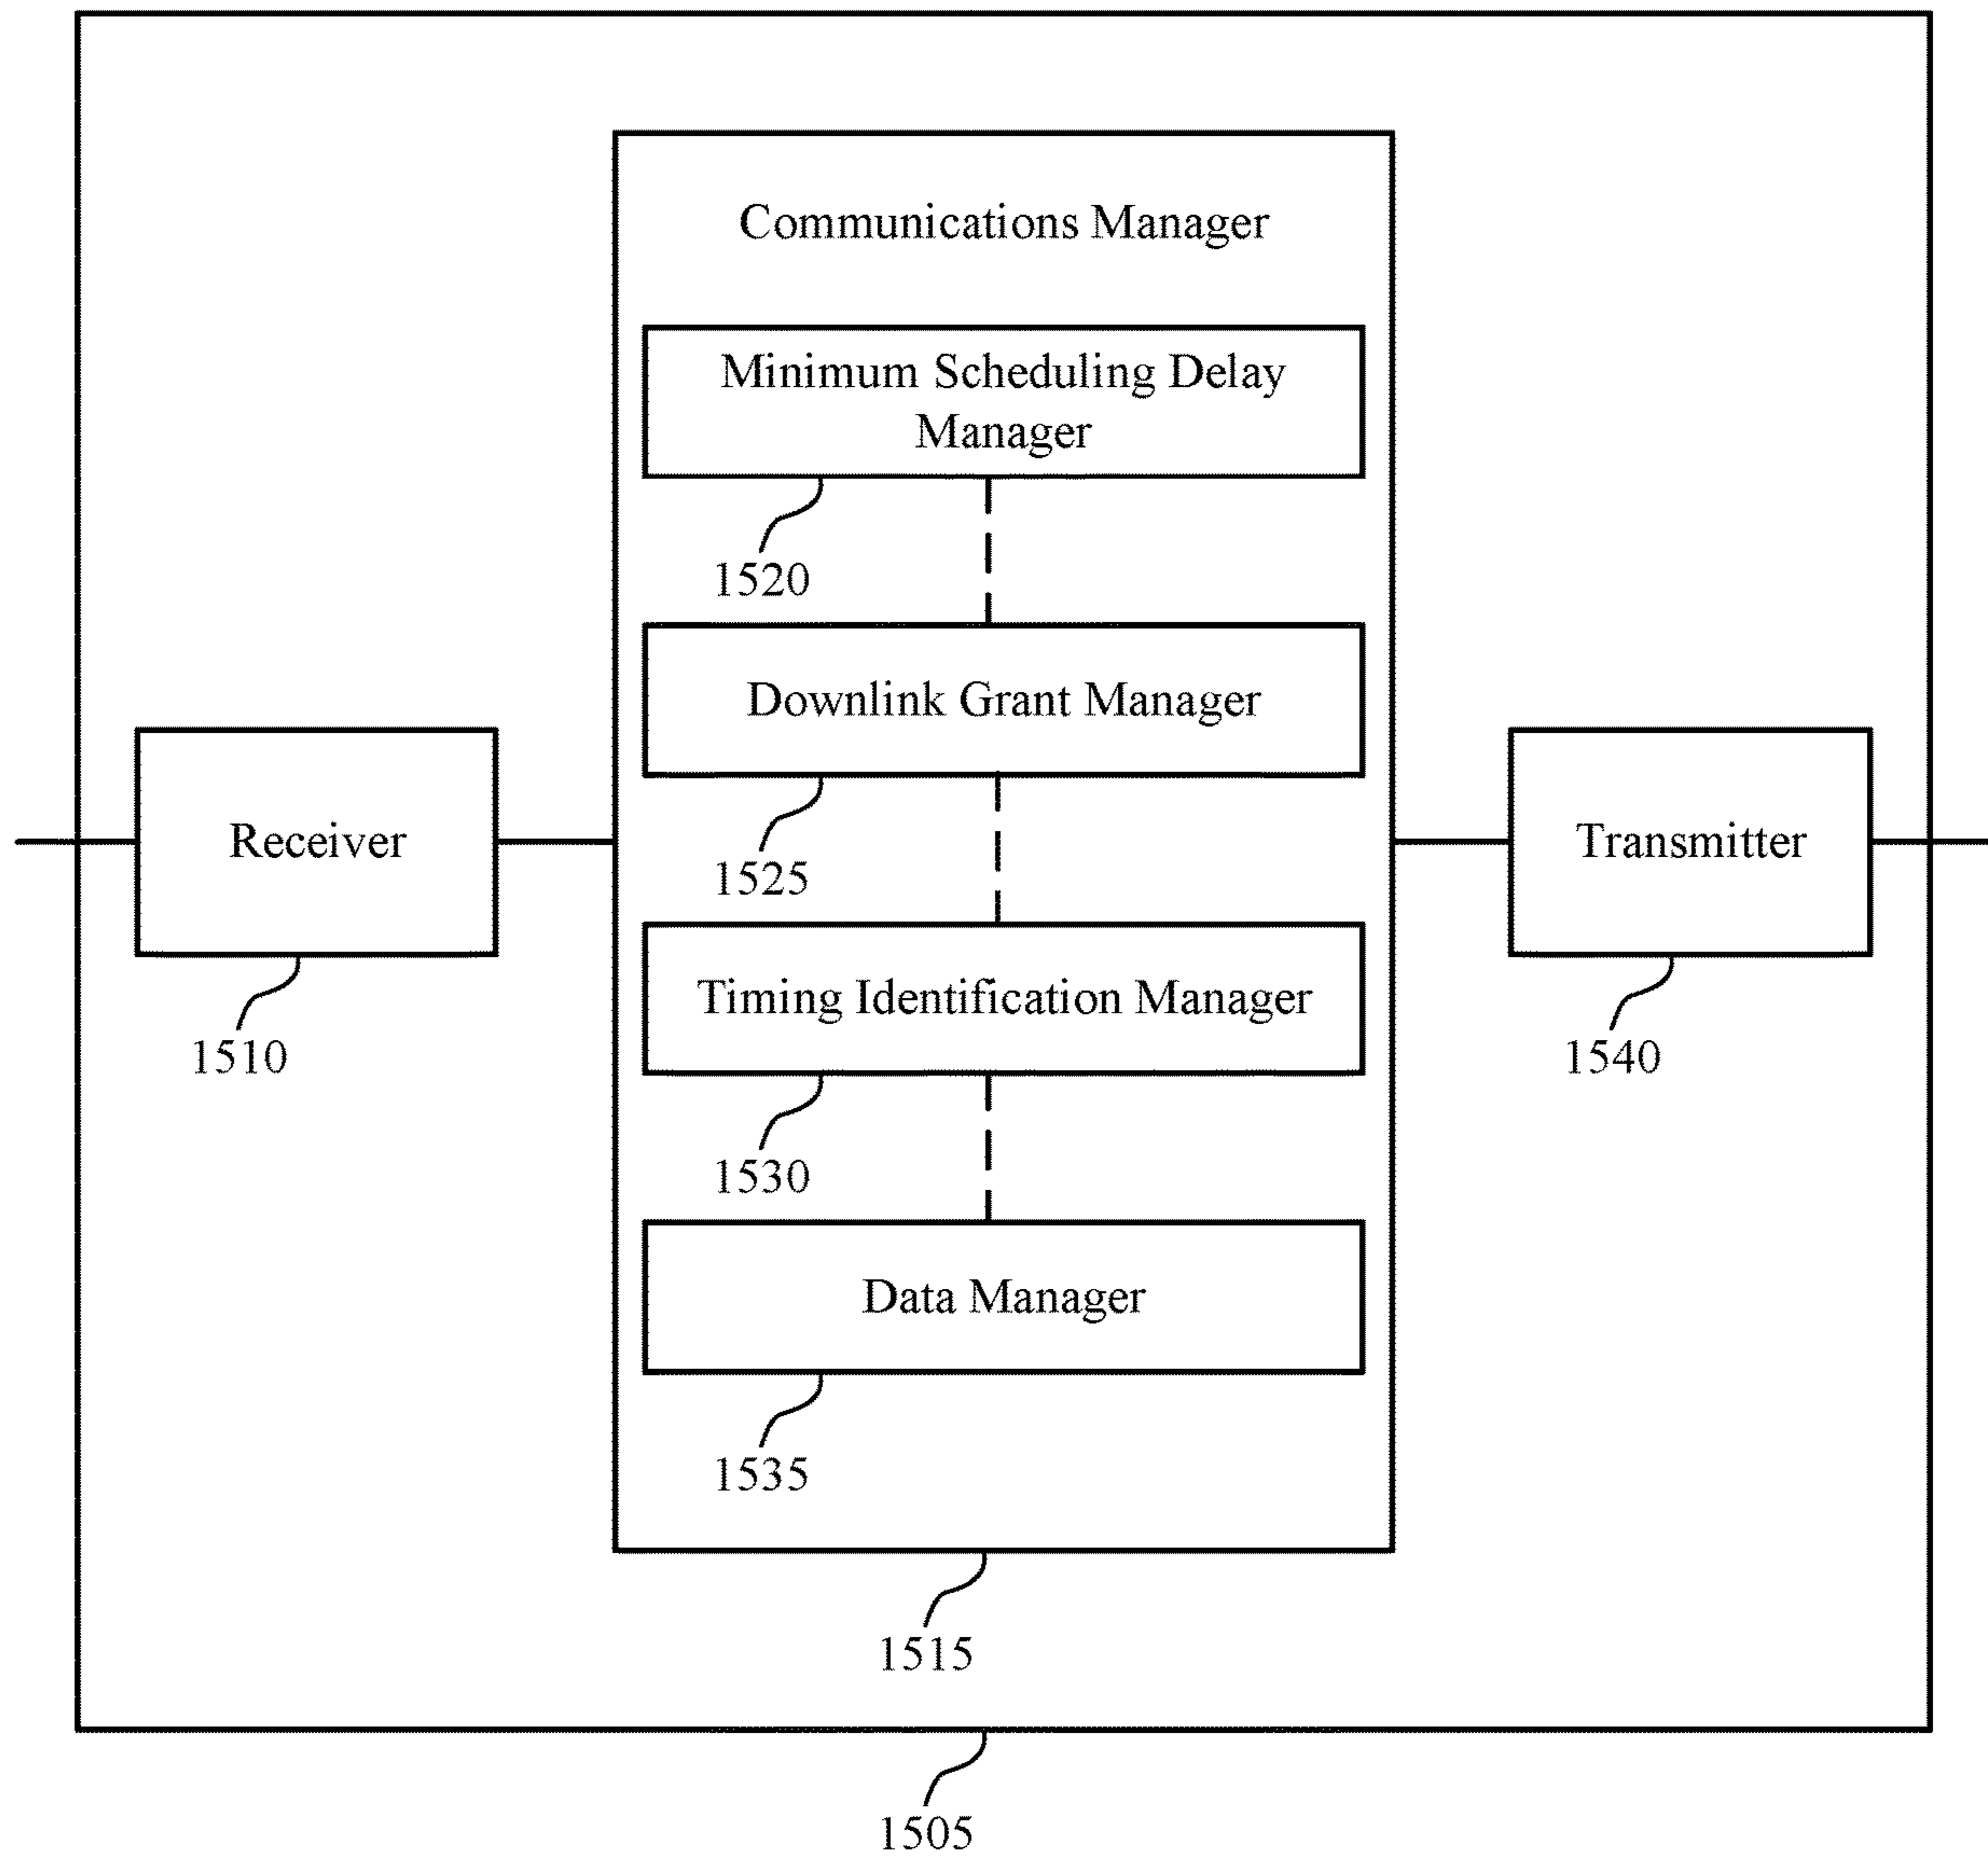 Communications Manager
Minimum Scheduling Delay
Manager
1520
Downlink Grant Manager
1525
Receiver
1510
Timing Identification Manager
1530
Data Manager
1535
Transmitter
1540
1515
1505